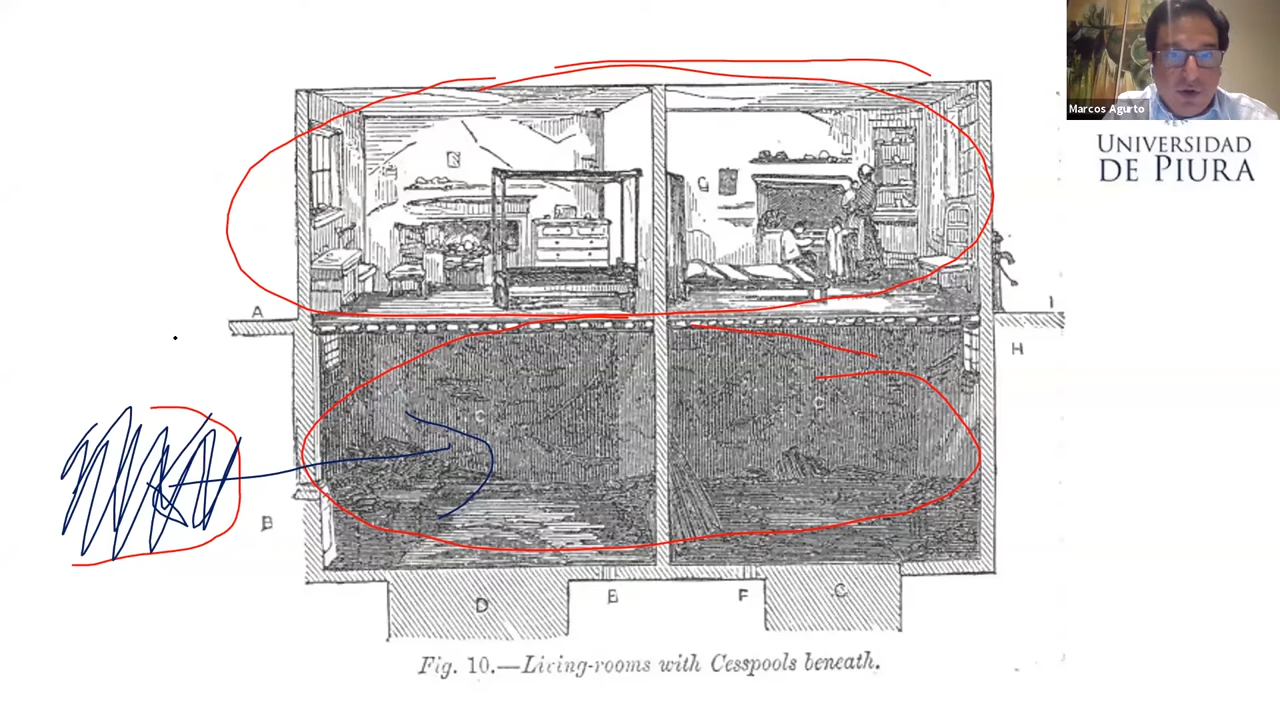 Marcos Agurto
UNIVERSIDAD
DE PIURA
A
I
H
C
C
B
D
B
F
C
Fig. 10.—Living-rooms with Cesspools beneath.